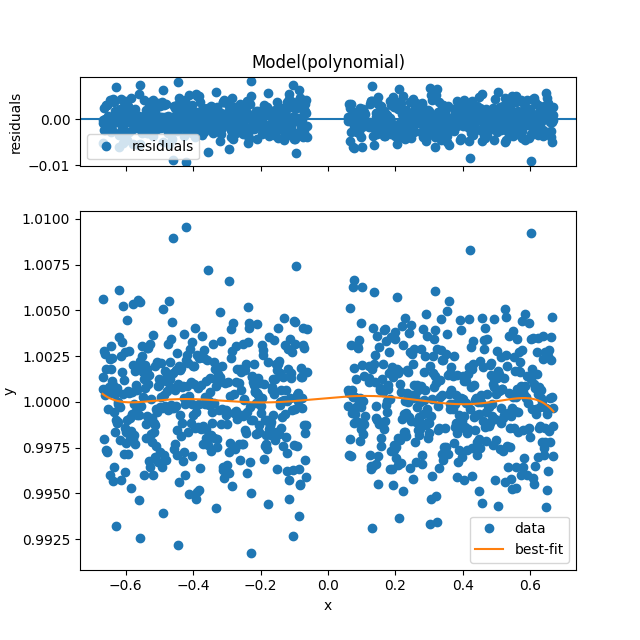 Model(polynomial)
residuals
0.00
−0.01
residuals
1.0100
1.0075
1.0050
1.0025
1.0000
0.9975
0.9950
0.9925
y
data
best-fit
−0.6 −0.4 −0.2 0.0 0.2 0.4 0.6
x